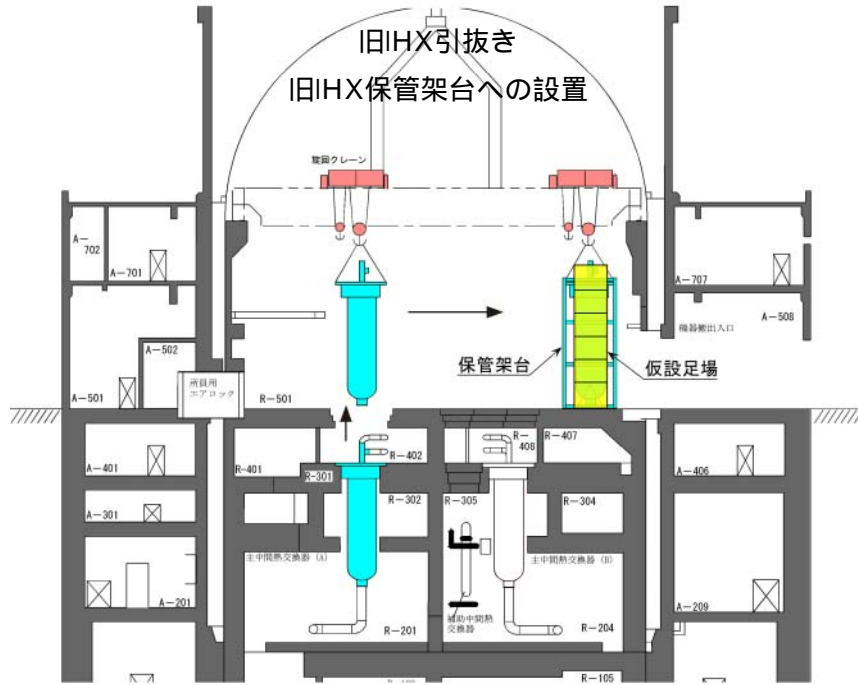 旧IHX引抜き
旧IHX保管架台への設置
旋回クレーン
A-702
A-701
A-707
A-502
A-508
機器搬出入口
保管架台
仮設足場
所員用
エアロック
A-501
R-501
R-402
R-408
R-407
A-401
R-401
R-301
A-406
A-301
R-302
R-305
R-304
主中間熱交換器 (A)
主中間熱交換器 (B)
A-201
R-201
補助中間熱
交換器
R-204
A-209
R-105